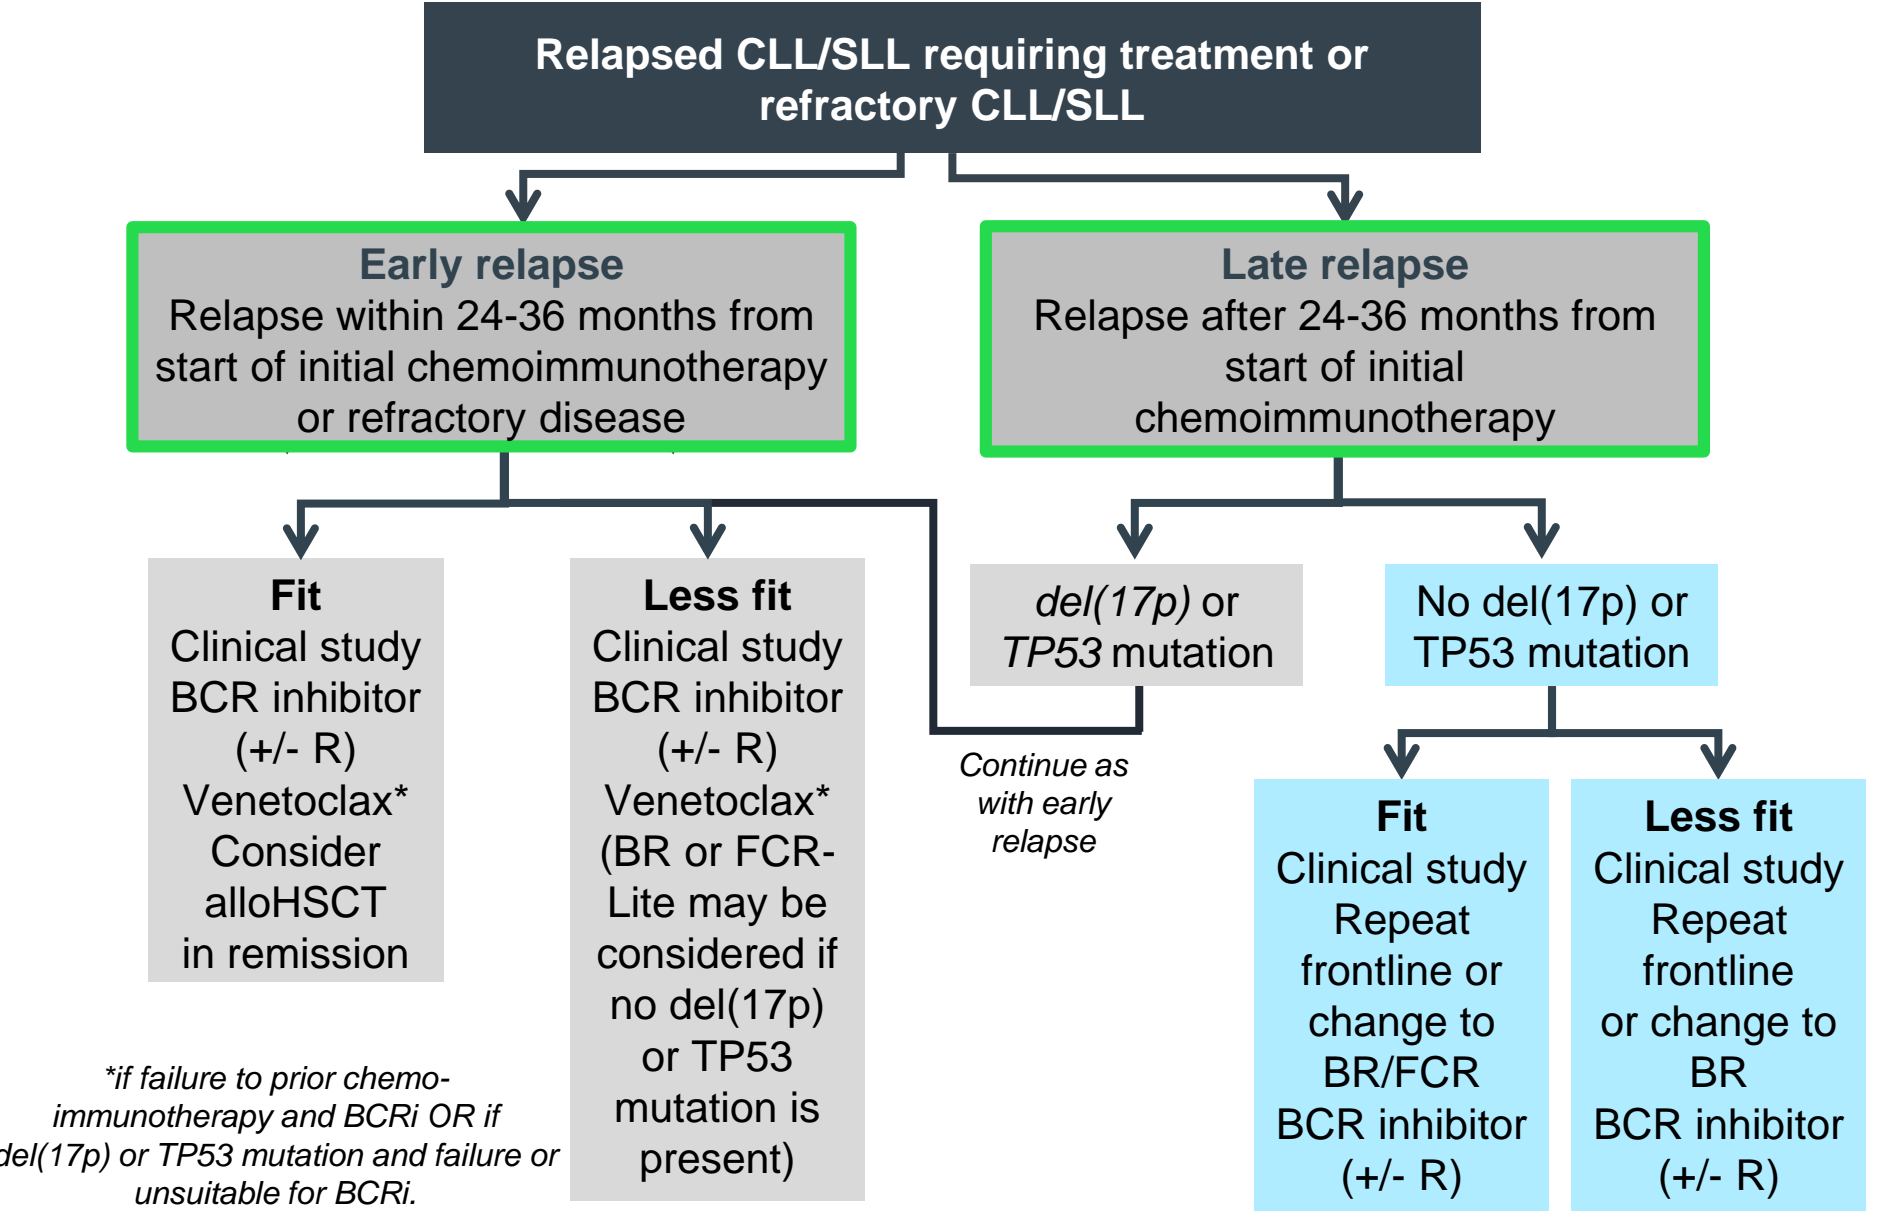 Relapsed CLL/SLL requiring treatment or
refractory CLL/SLL
Early relapse
Relapse within 24-36 months from
start of initial chemoimmunotherapy
or refractory disease
Late relapse
Relapse after 24-36 months from
start of initial
chemoimmunotherapy
Fit
Clinical study
BCR inhibitor
(+/- R)
Venetoclax*
Consider
alloHSCT
in remission
Less fit
Clinical study
BCR inhibitor
(+/- R)
Venetoclax*
(BR or FCR-
Lite may be
considered if
no del(17p)
or TP53
mutation is
present)
del(17p) or
TP53 mutation
No del(17p) or
TP53 mutation
Continue as
with early
relapse
Fit
Clinical study
Repeat
frontline or
change to
BR/FCR
BCR inhibitor
(+/- R)
Less fit
Clinical study
Repeat
frontline
or change to
BR
BCR inhibitor
(+/- R)
*if failure to prior chemo-
immunotherapy and BCRi OR if
del(17p) or TP53 mutation and failure or
unsuitable for BCRi.